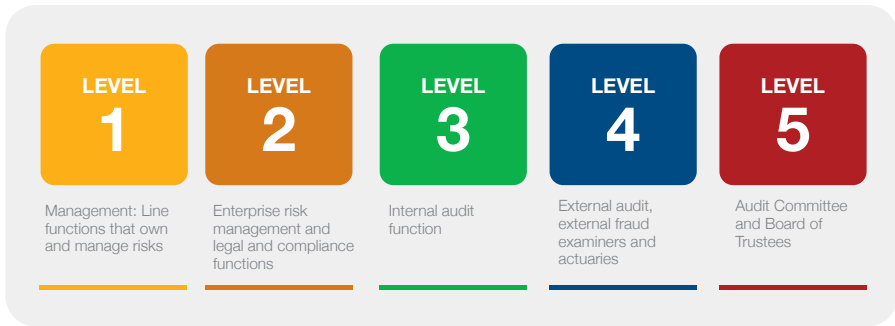 LEVEL
1
Management: Line
functions that own
and manage risks
LEVEL
2
Enterprise risk
management and
legal and compliance
functions
LEVEL
3
Internal audit
function
LEVEL
4
External audit,
external fraud
examiners and
actuaries
LEVEL
5
Audit Committee
and Board of
Trustees